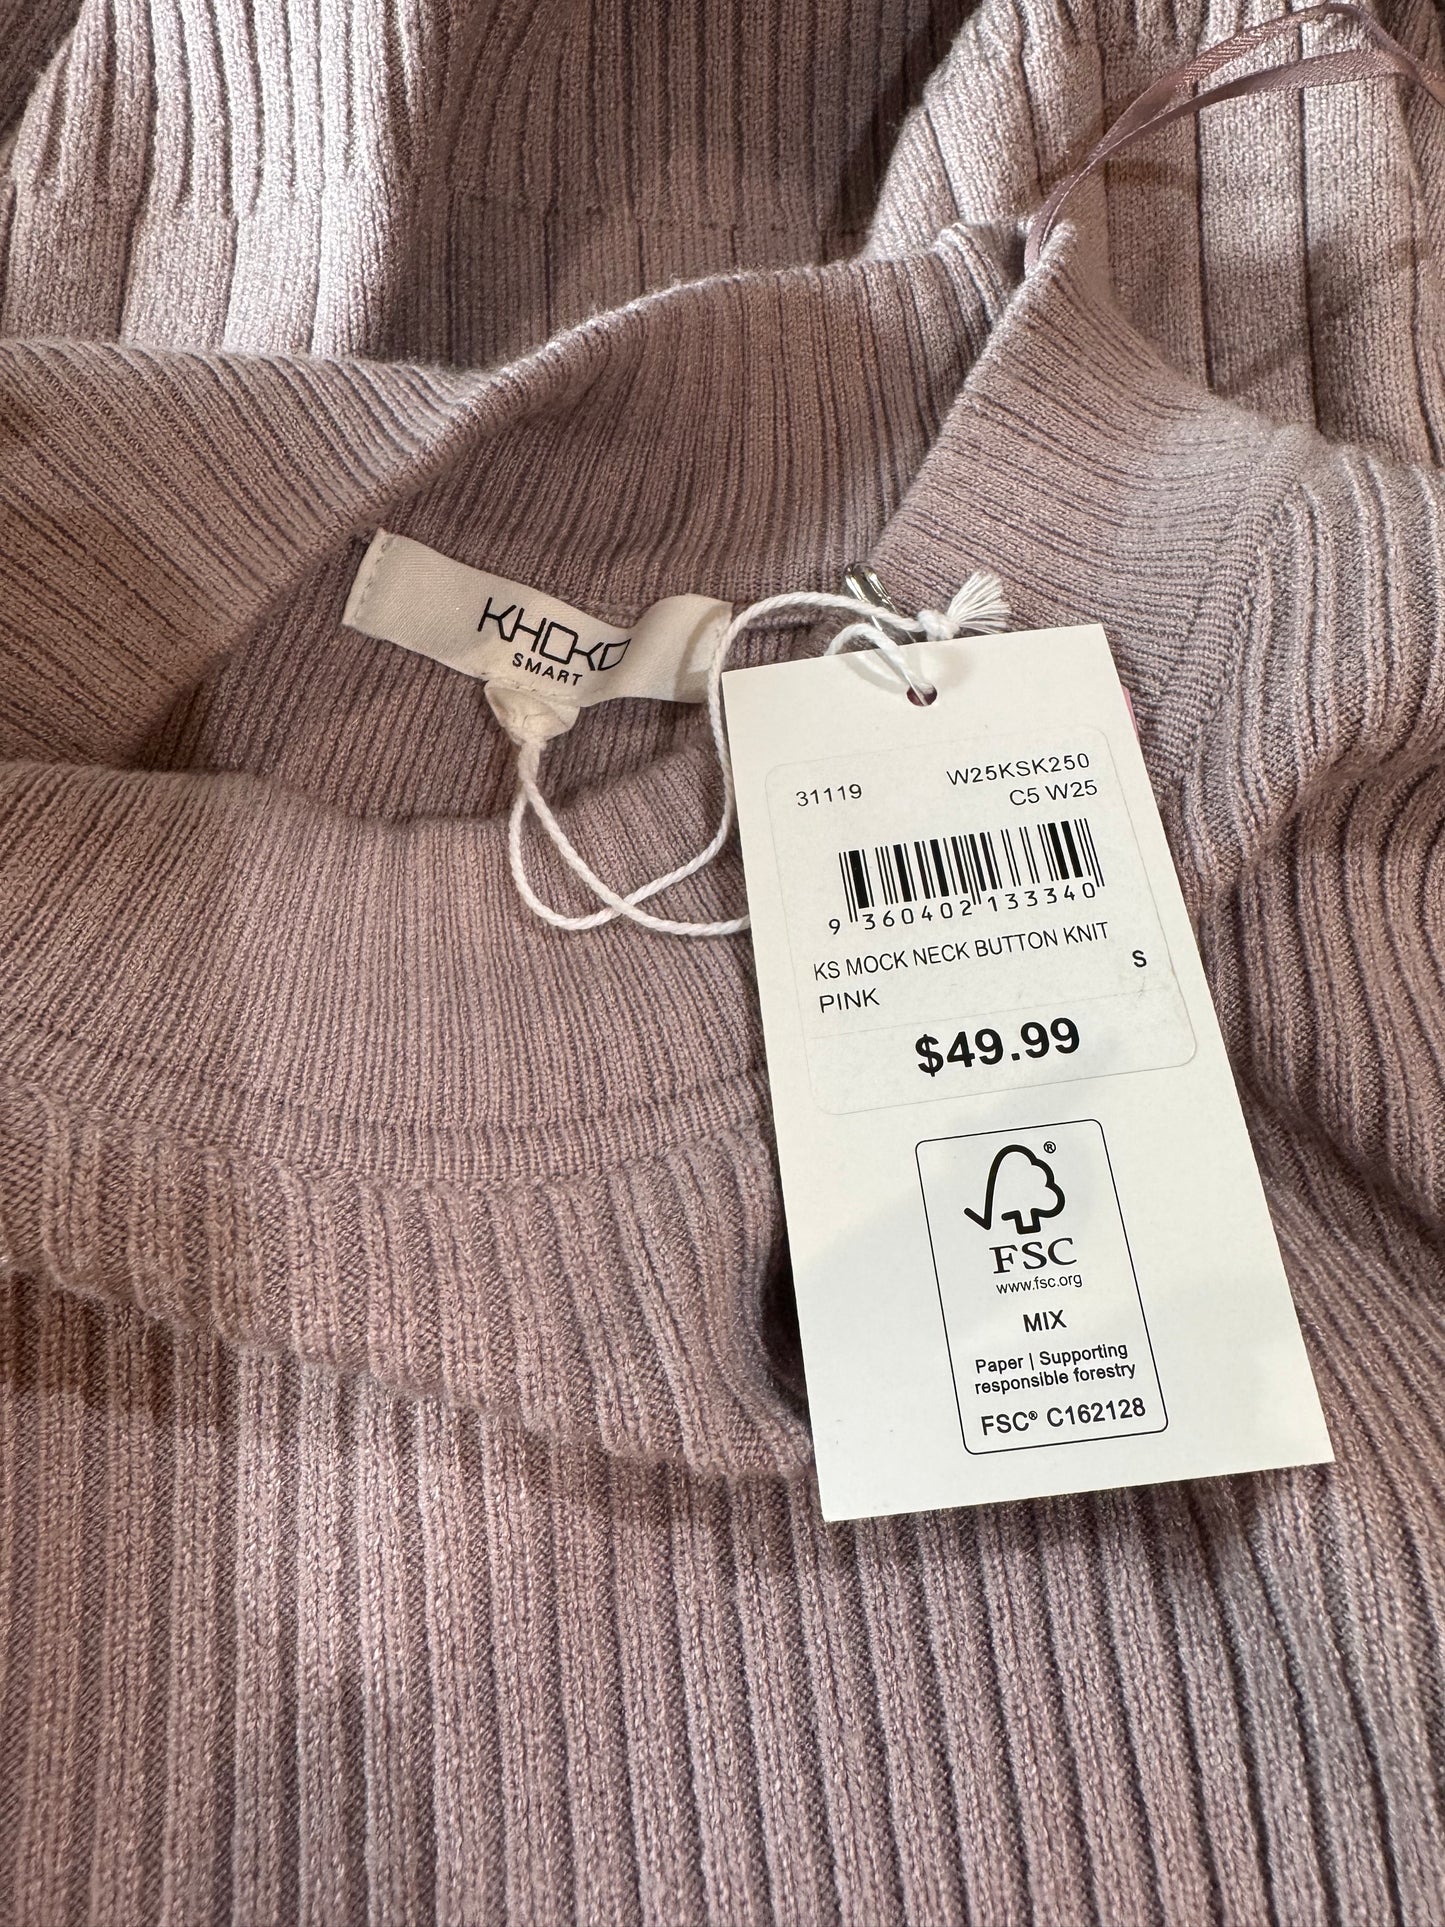 KHOKO
SMART
31119
W25KSK250
C5 W25
9 360402 133340
KS MOCK NECK BUTTON KNIT
PINK
S
$49.99
®
FSC
www.fsc.org
MIX
Paper | Supporting
responsible forestry
FSC® C162128